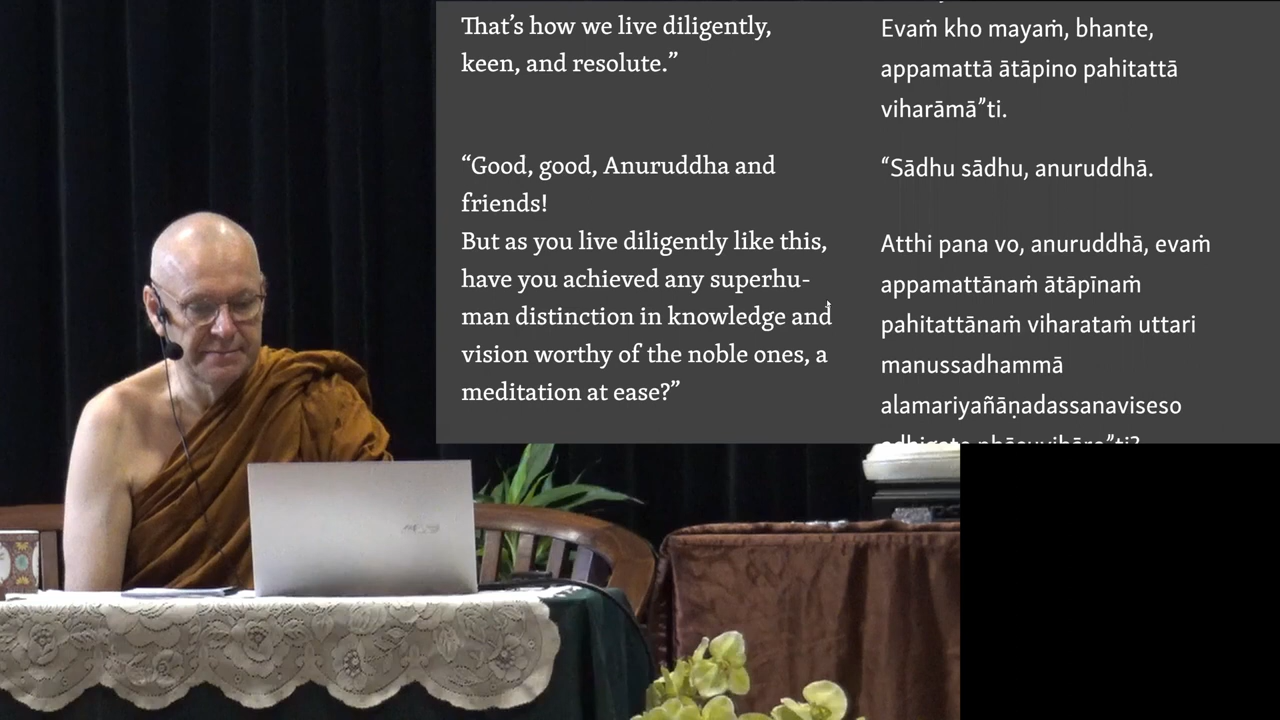 That’s how we live diligently,
keen, and resolute.”
“Good, good, Anuruddha and
friends!
But as you live diligently like this,
have you achieved any superhu-
man distinction in knowledge and
vision worthy of the noble ones, a
meditation at ease?”
Evaṁ kho mayaṁ, bhante,
appamattā ātāpino pahitattā
viharāmā”ti.
“Sādhu sādhu, anuruddhā.
Atthi pana vo, anuruddhā, evaṁ
appamattānaṁ ātāpīnaṁ
pahitattānaṁ viharataṁ uttari
manussadhammā
alamariyañāṇadassanaviseso